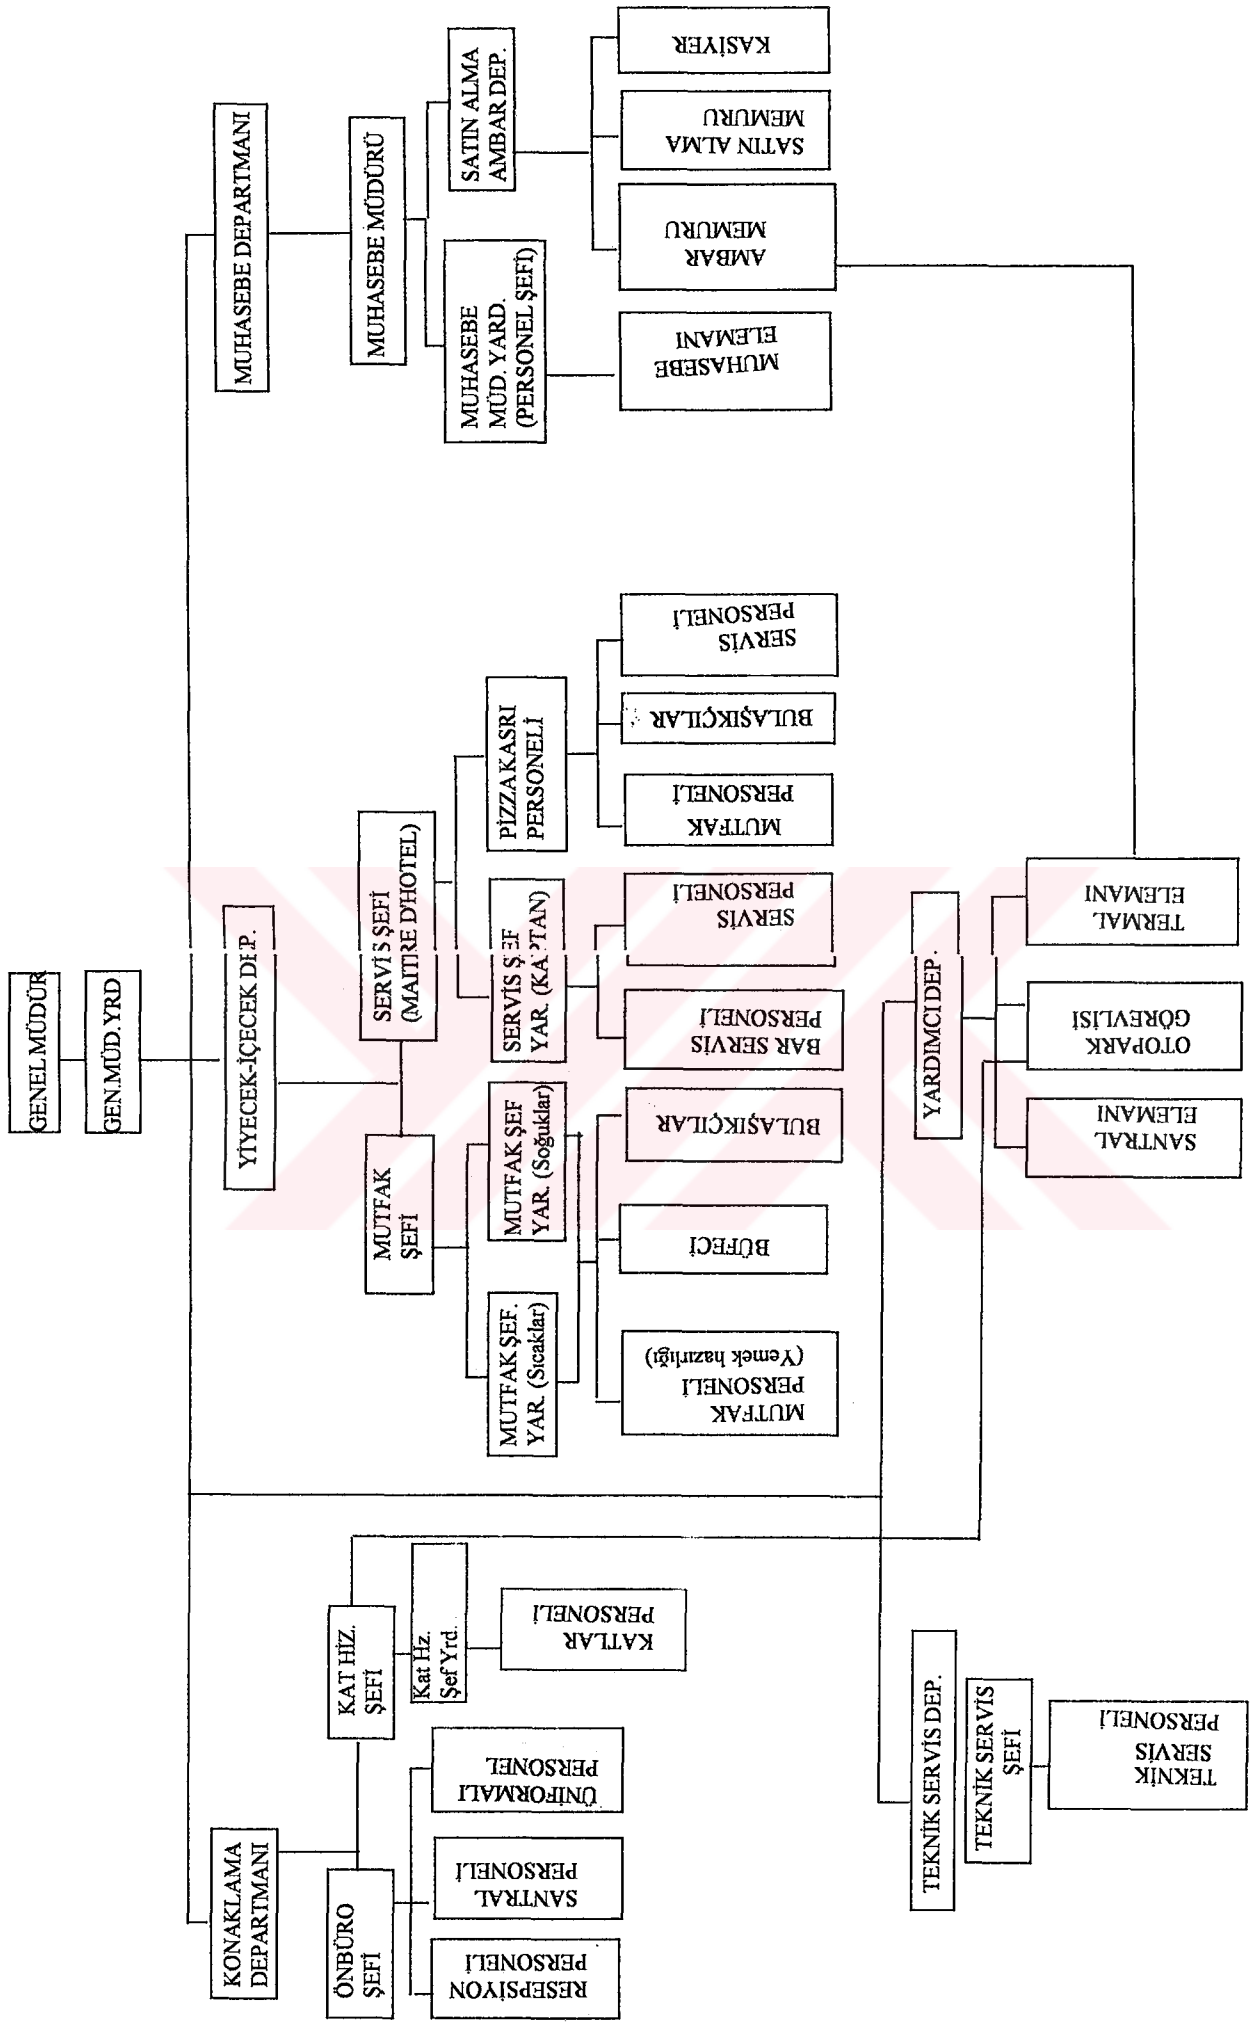 GENEL MÜDÜR
GEN.MÜD. YRD
KONAKLAMA
DEPARTMANI
YİYECEK-İÇECEK DEP.
MUHASEBE DEPARTMANI
ÖNBÜRO
ŞEFİ
KAT HİZ.
ŞEFİ
MUTFAK
ŞEFİ
SERVİS ŞEFİ
(MAITRE D'HOTEL)
MUHASEBE MÜDÜRÜ
Kat Hz.
Şef Yrd.
MUTFAK ŞEF.
YAR. (Sıcaklar)
MUTFAK ŞEF
YAR. (Soğuklar)
SERVİS ŞEF
YAR. (KAPTAN)
PİZZA KASRI
PERSONELİ
MUHASEBE
MÜD. YARD.
(PERSONEL ŞEFİ)
SATIN ALMA
AMBAR DEP.
RESEPSİYON
PERSONELİ
SANTRAL
PERSONELİ
ÜNİFORMALI
PERSONEL
KATLAR
PERSONELİ
MUTFAK
PERSONELİ
(Yemek hazırlığı)
BÜFECİ
BULAŞIKÇILAR
BAR SERVİS
PERSONELİ
SERVİS
PERSONELİ
MUTFAK
PERSONELİ
BULAŞIKÇILAR
SERVİS
PERSONELİ
MUHASEBE
ELEMANI
AMBAR
MEMURU
SATIN ALMA
MEMURU
KASİYER
TEKNİK SERVİS DEP.
YARDIMCI DEP.
TEKNİK SERVİS
ŞEFİ
TEKNİK
SERVİS
PERSONELİ
SANTRAL
ELEMANI
OTOPARK
GÖREVLİSİ
TERMAL
ELEMANI